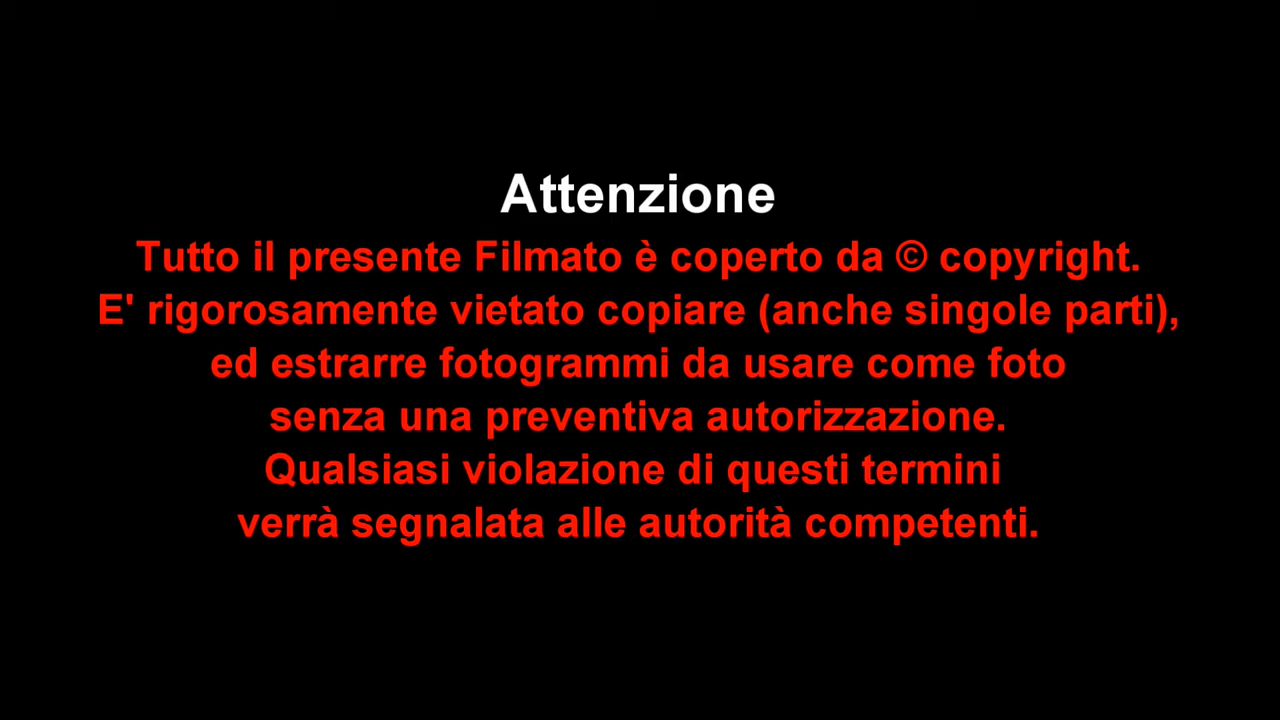 Attenzione
Tutto il presente Filmato è coperto da © copyright.
E' rigorosamente vietato copiare (anche singole parti),
ed estrarre fotogrammi da usare come foto
senza una preventiva autorizzazione.
Qualsiasi violazione di questi termini
verrà segnalata alle autorità competenti.